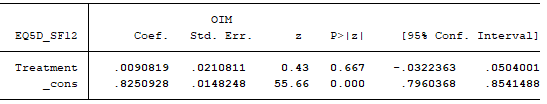 OIM
EQ5D_SF12 Coef. Std. Err. z P>|z| [95% Conf. Interval]
Treatment .0090819 .0210811 0.43 0.667 -.0322363 .0504001
_cons .8250928 .0148248 55.66 0.000 .7960368 .8541488